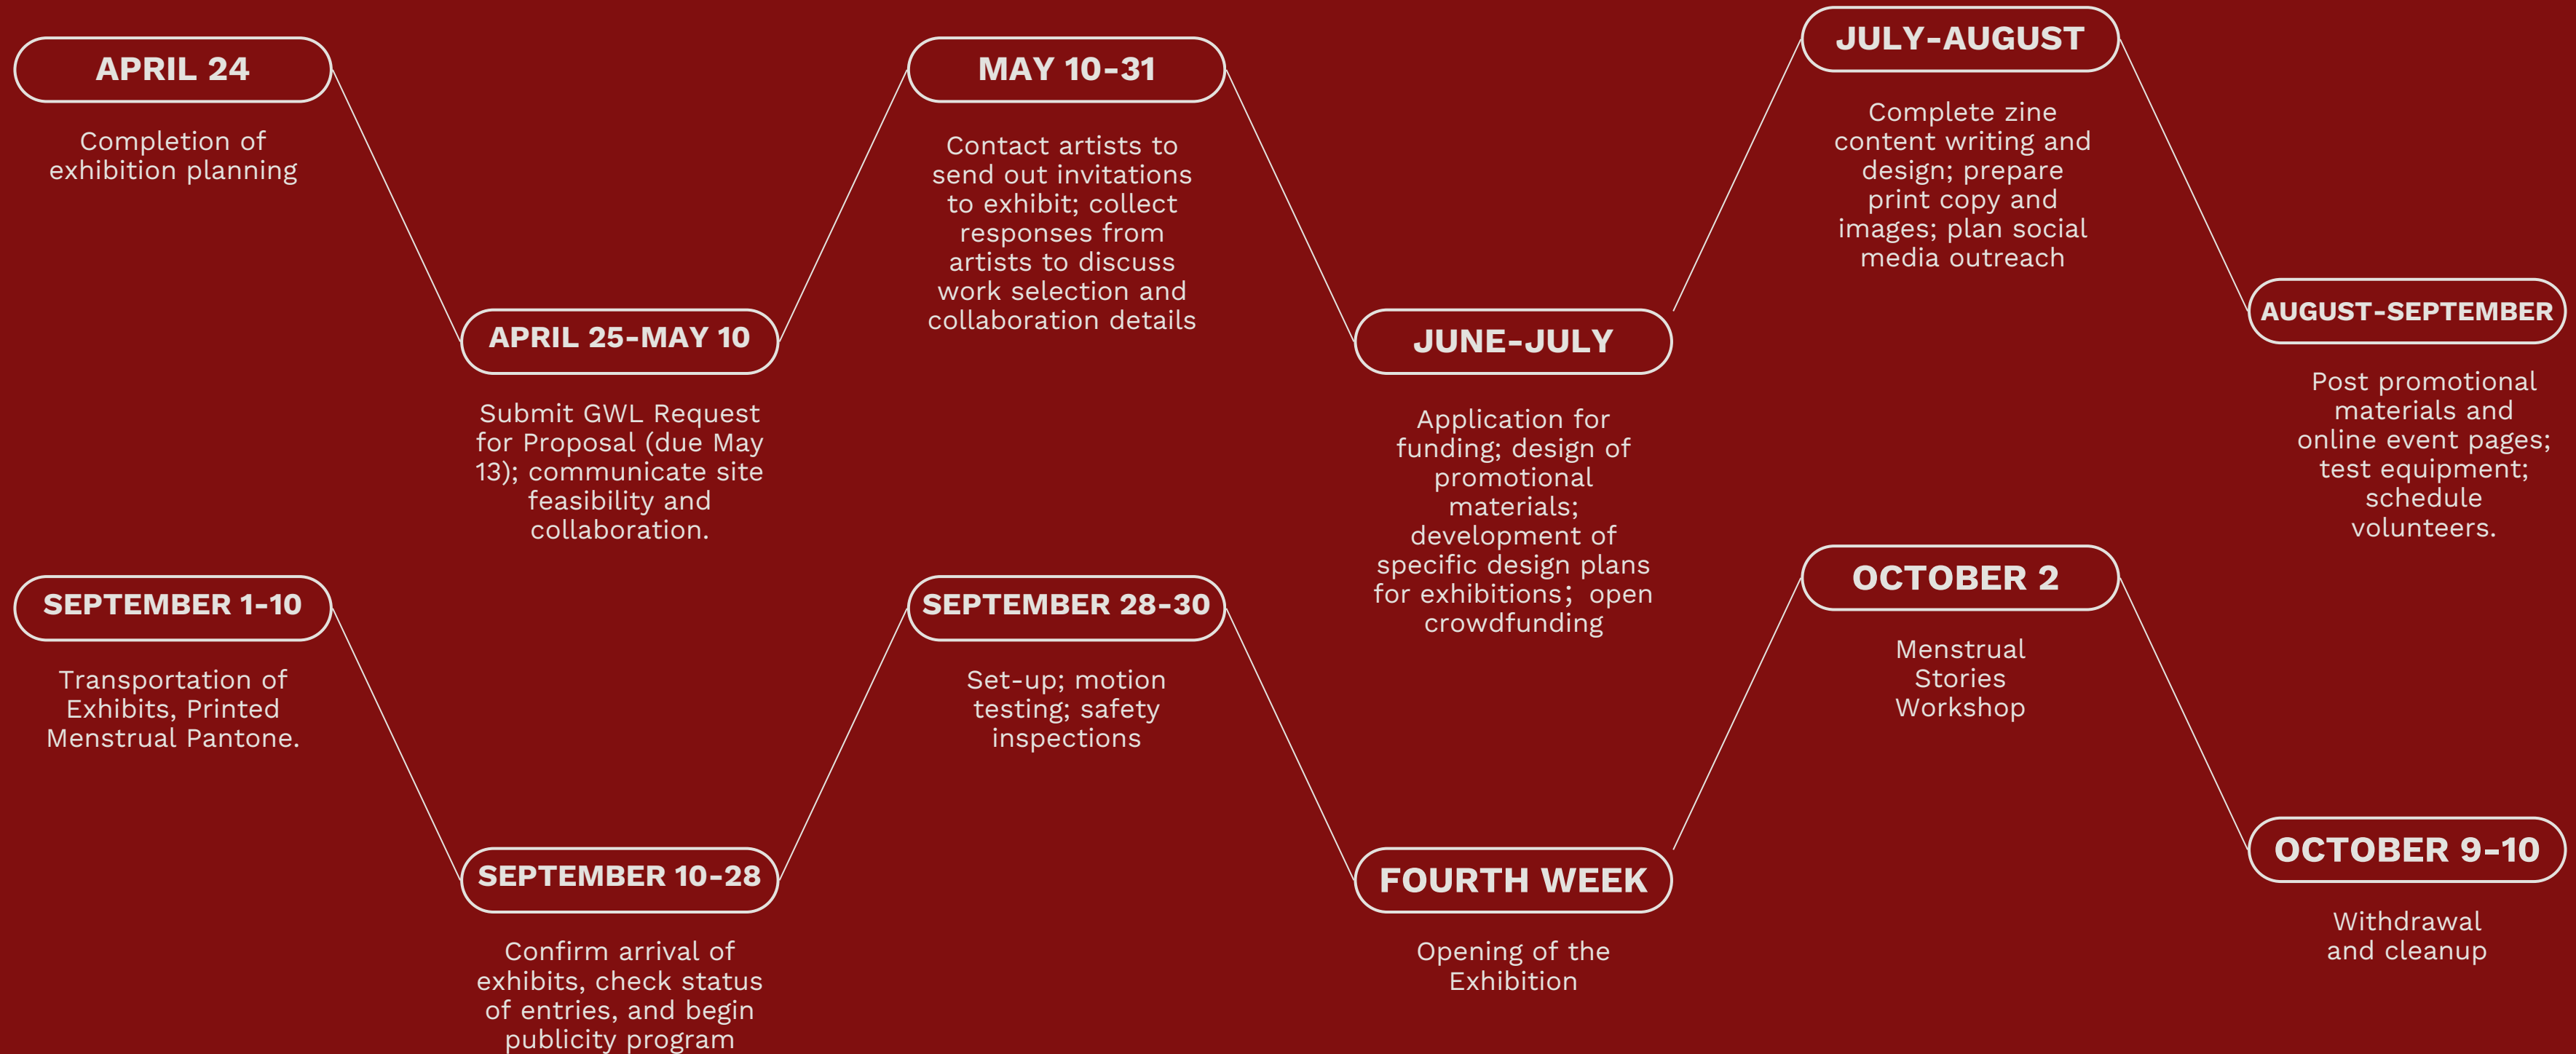 APRIL 24
Completion of
exhibition planning
APRIL 25-MAY 10
Submit GWL Request
for Proposal (due May
13); communicate site
feasibility and
collaboration.
MAY 10-31
Contact artists to
send out invitations
to exhibit; collect
responses from
artists to discuss
work selection and
collaboration details
JUNE-JULY
Application for
funding; design of
promotional
materials;
development of
specific design plans
for exhibitions；open
crowdfunding
JULY-AUGUST
Complete zine
content writing and
design; prepare
print copy and
images; plan social
media outreach
AUGUST-SEPTEMBER
Post promotional
materials and
online event pages;
test equipment;
schedule
volunteers.
SEPTEMBER 1-10
Transportation of
Exhibits, Printed
Menstrual Pantone.
SEPTEMBER 10-28
Confirm arrival of
exhibits, check status
of entries, and begin
publicity program
SEPTEMBER 28-30
Set-up; motion
testing; safety
inspections
FOURTH WEEK
Opening of the
Exhibition
OCTOBER 2
Menstrual
Stories
Workshop
OCTOBER 9-10
Withdrawal
and cleanup